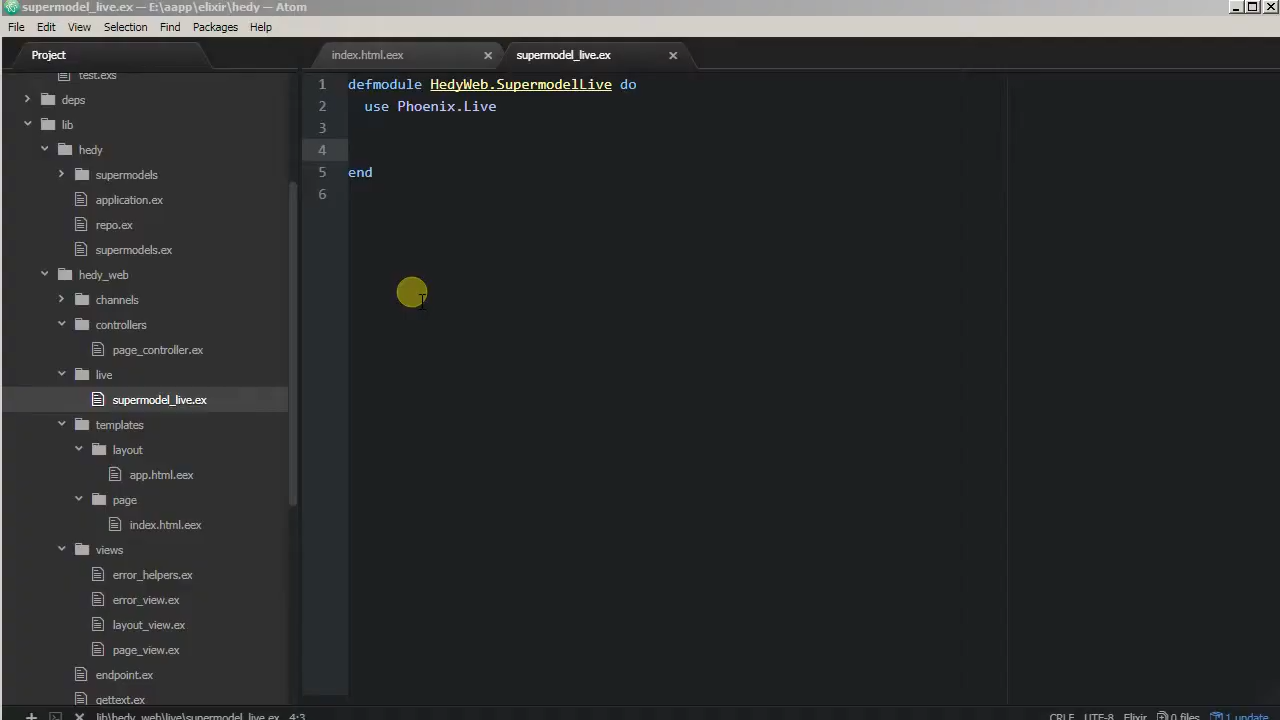 supermodel_live.ex — E:\aapp\elixir\hedy — Atom
File Edit View Selection Find Packages Help
Project
index.html.eex
supermodel_live.ex
test.exs
deps
lib
hedy
supermodels
application.ex
repo.ex
supermodels.ex
hedy_web
channels
controllers
page_controller.ex
live
supermodel_live.ex
templates
layout
app.html.eex
page
index.html.eex
views
error_helpers.ex
error_view.ex
layout_view.ex
page_view.ex
endpoint.ex
gettext.ex
1 defmodule HedyWeb.SupermodelLive do
2 use Phoenix.Live
3
4
5 end
6
lib\hedy_web\live\supermodel_live.ex 4:3
CRLF UTF-8 Elixir 0 files 1 update